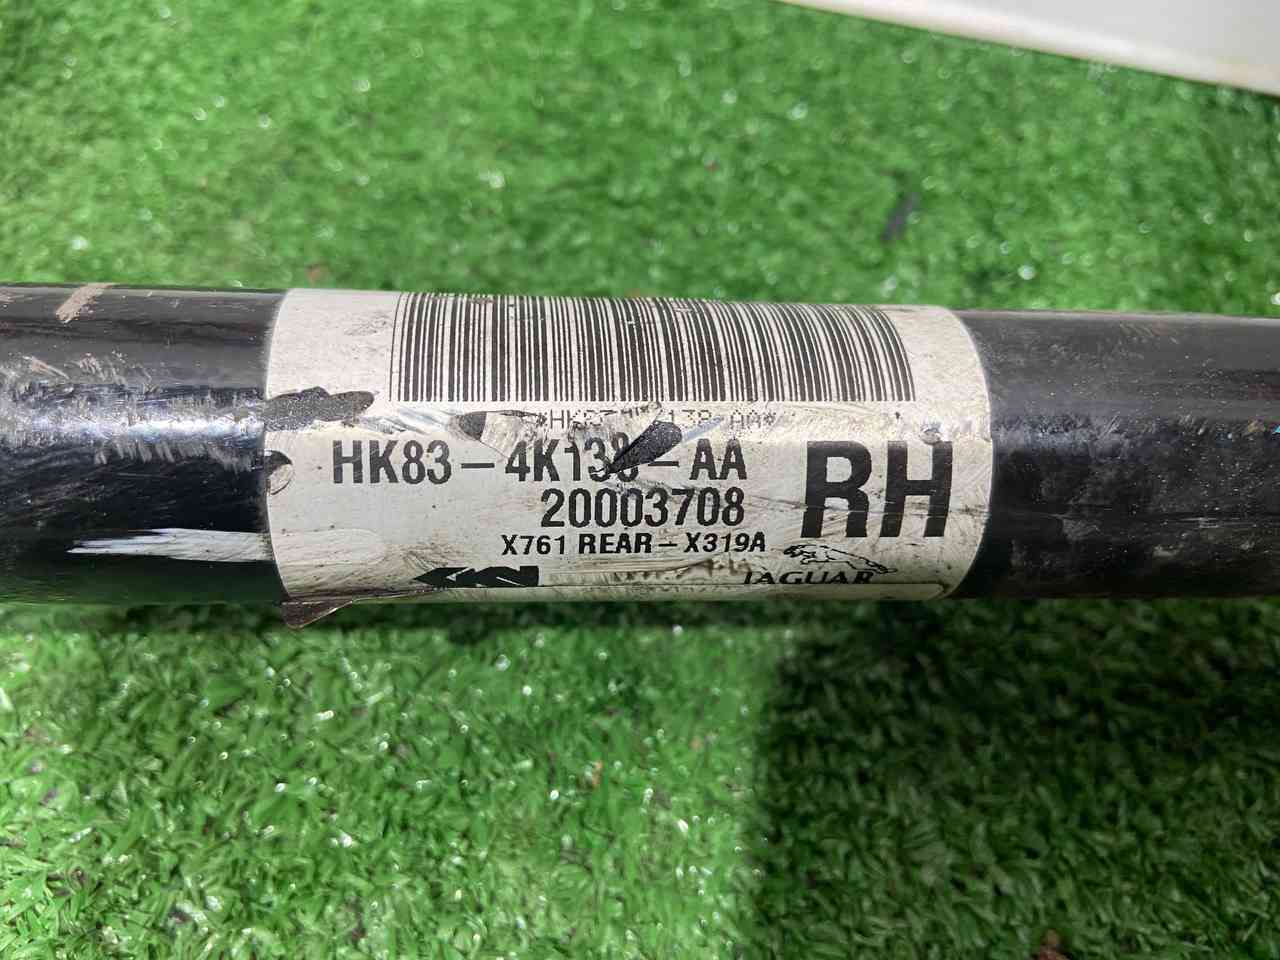 HK83-4K138-AA
20003708
RH
X761 REAR-X319A
GKN
JAGUAR